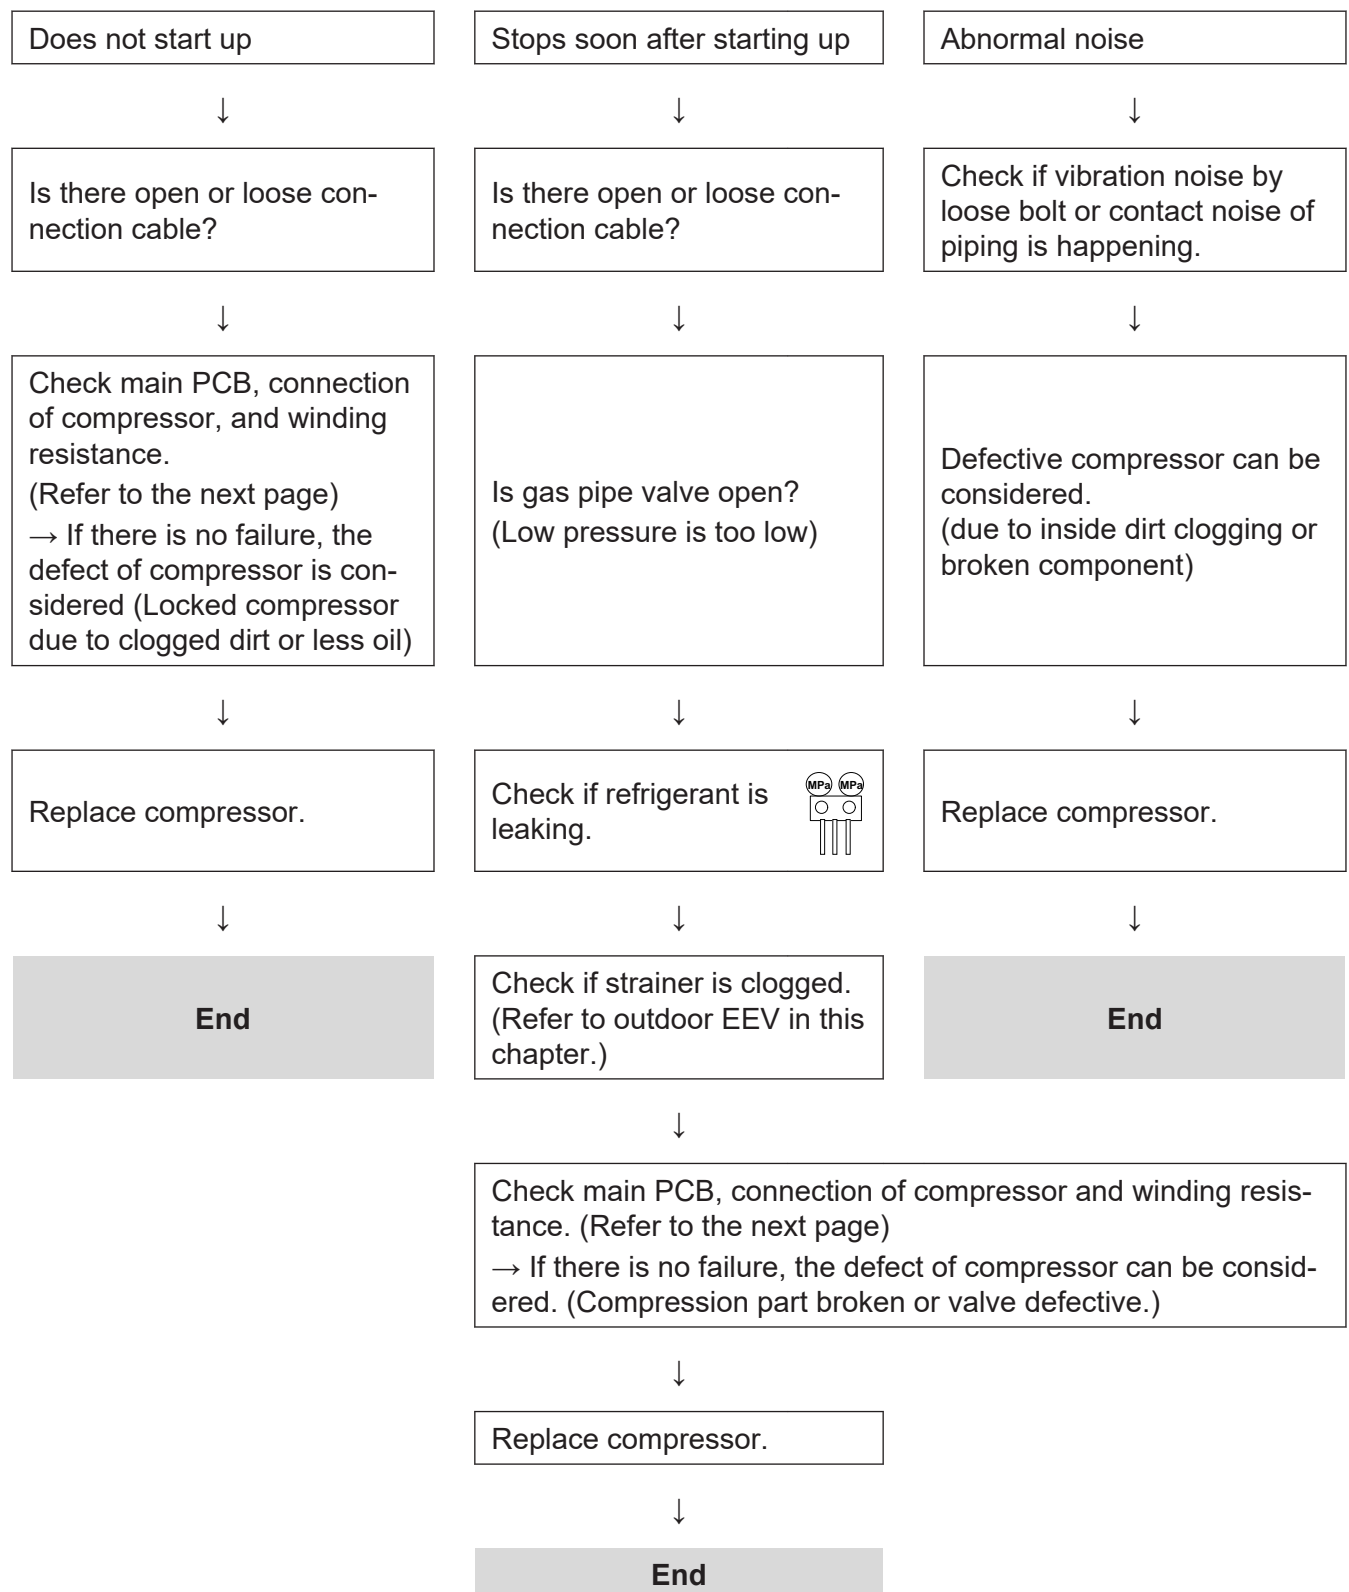 Does not start up
Is there open or loose con-
nection cable?
Check main PCB, connection
of compressor, and winding
resistance.
(Refer to the next page)
→ If there is no failure, the
defect of compressor is con-
sidered (Locked compressor
due to clogged dirt or less oil)
Replace compressor.
End
Stops soon after starting up
Is there open or loose con-
nection cable?
Is gas pipe valve open?
(Low pressure is too low)
Check if refrigerant is
leaking.
MPa MPa
Check if strainer is clogged.
(Refer to outdoor EEV in this
chapter.)
Check main PCB, connection of compressor and winding resis-
tance. (Refer to the next page)
→ If there is no failure, the defect of compressor can be consid-
ered. (Compression part broken or valve defective.)
Replace compressor.
End
Abnormal noise
Check if vibration noise by
loose bolt or contact noise of
piping is happening.
Defective compressor can be
considered.
(due to inside dirt clogging or
broken component)
Replace compressor.
End